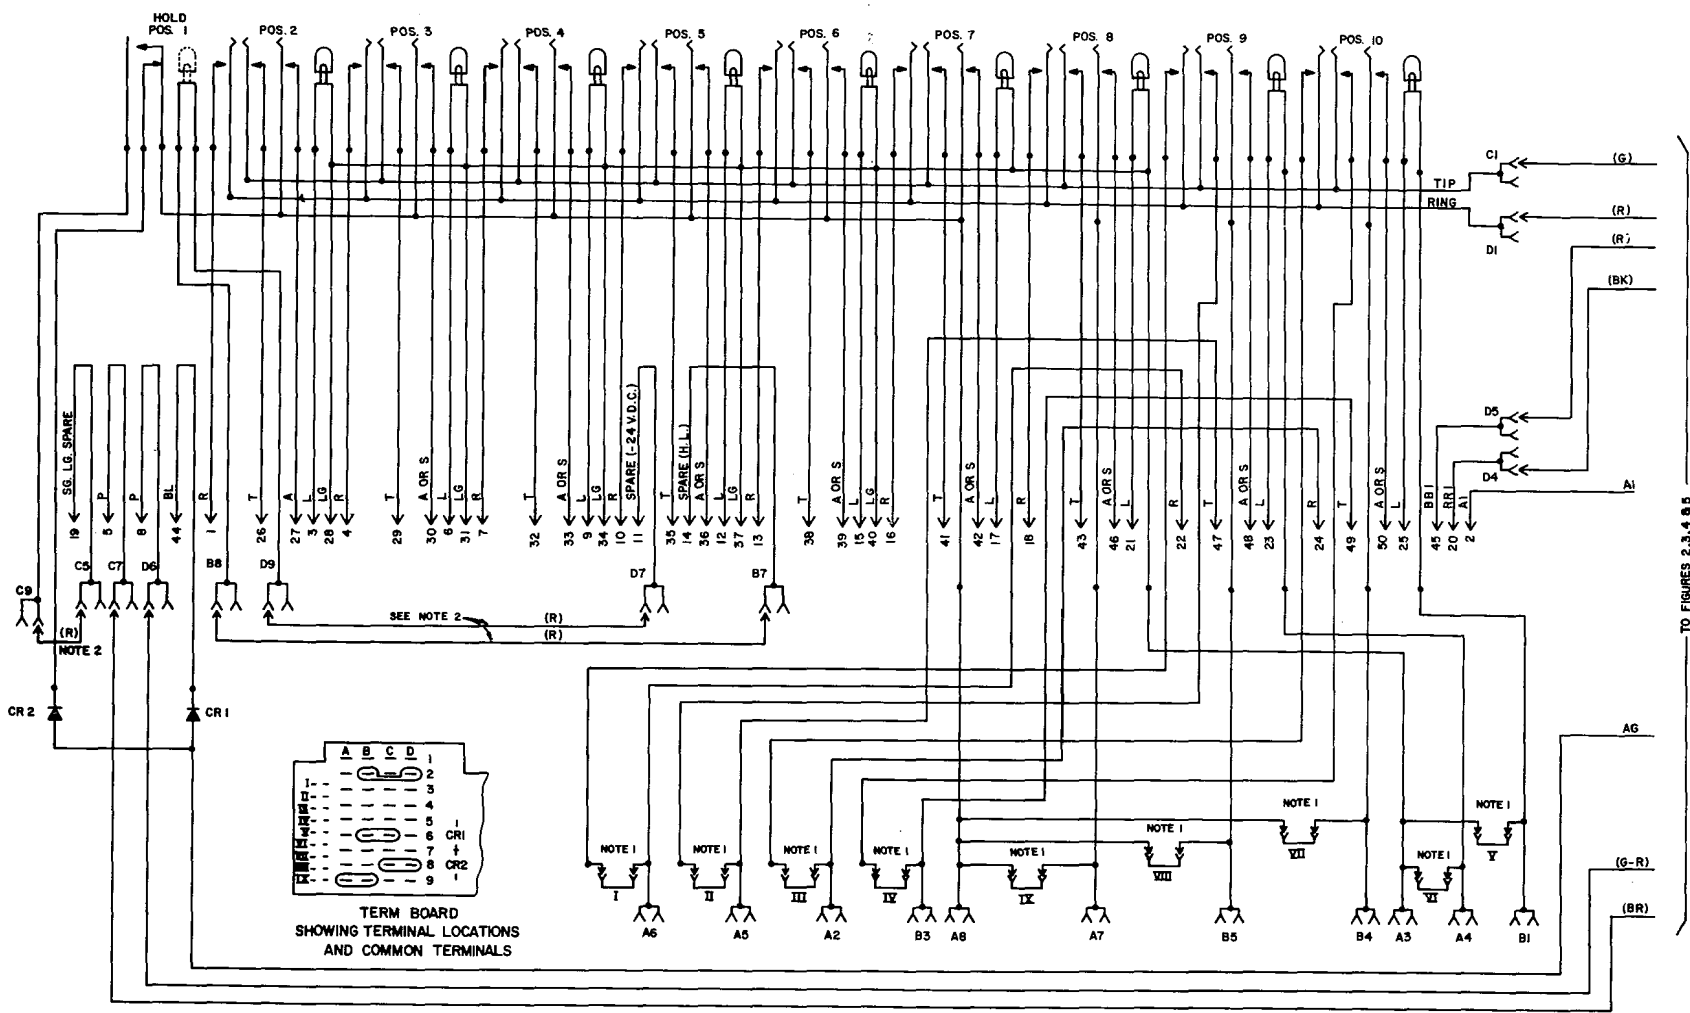 HOLD
POS. 1
POS. 2
POS. 3
POS. 4
POS. 5
POS. 6
POS. 7
POS. 8
POS. 9
POS. 10
C1
(G)
TIP
RING
(R)
D1
(R)
(BK)
D5
D4
A1
SG. LG. SPARE
P
P
BL
R
T
A
L
LG
R
T
A OR S
L
LG
R
T
A OR S
L
LG
R
SPARE (-24 V.D.C.)
T
SPARE (H.L.)
A OR S
L
LG
R
T
A OR S
L
LG
R
T
A OR S
L
R
T
A OR S
L
R
T
A OR S
L
R
T
A OR S
L
BB1
RR1
A1
19
5
8
44
1
26
27
3
28
4
29
30
6
31
7
32
33
9
34
10
11
35
14
36
12
37
13
38
39
15
40
16
41
42
17
18
43
46
21
22
47
48
23
24
49
50
25
45
20
2
C9
C5
C7
D6
B8
D9
D7
B7
(R)
NOTE 2
SEE NOTE 2
(R)
(R)
CR2
CR1
AG
A B C D
1
2
I 3
II 4
5
6 CR1
7 +
8 CR2
IX 9
TERM BOARD
SHOWING TERMINAL LOCATIONS
AND COMMON TERMINALS
NOTE 1
I
NOTE 1
II
NOTE 1
III
NOTE 1
IV
NOTE 1
IX
NOTE 1
VIII
NOTE 1
VII
NOTE 1
VI
NOTE 1
V
A6
A5
A2
B3
A8
A7
B5
B4
A3
A4
B1
(G-R)
(BR)
TO FIGURES 2,3,4 & 5